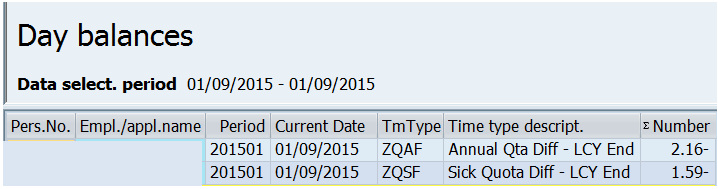 Day balances
Data select. period 01/09/2015 - 01/09/2015
Pers.No. Empl./appl.name Period Current Date TmType Time type descript. Σ Number
201501 01/09/2015 ZQAF Annual Qta Diff - LCY End 2.16-
201501 01/09/2015 ZQSF Sick Quota Diff - LCY End 1.59-